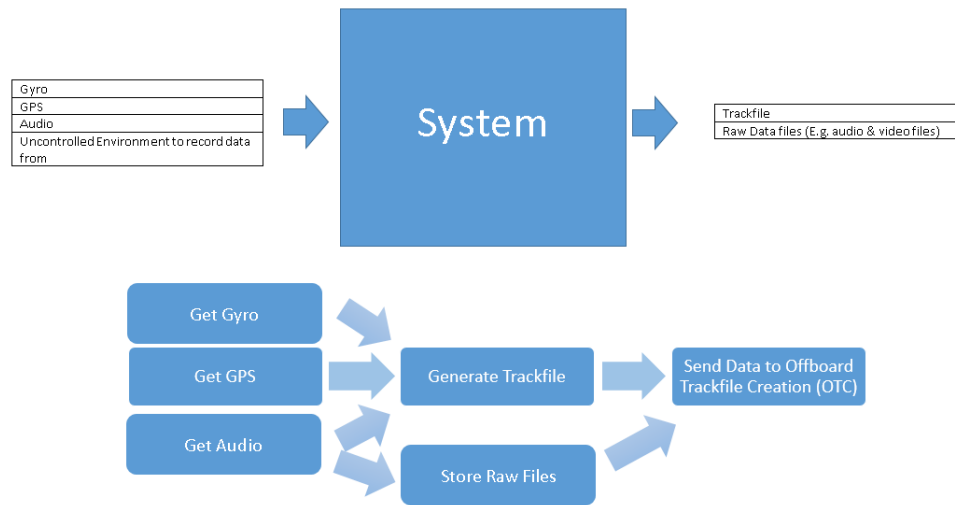 Gyro
GPS
Audio
Uncontrolled Environment to record data
from
System
Trackfile
Raw Data files (E.g. audio & video files)
Get Gyro
Get GPS
Get Audio
Generate Trackfile
Store Raw Files
Send Data to Offboard
Trackfile Creation (OTC)